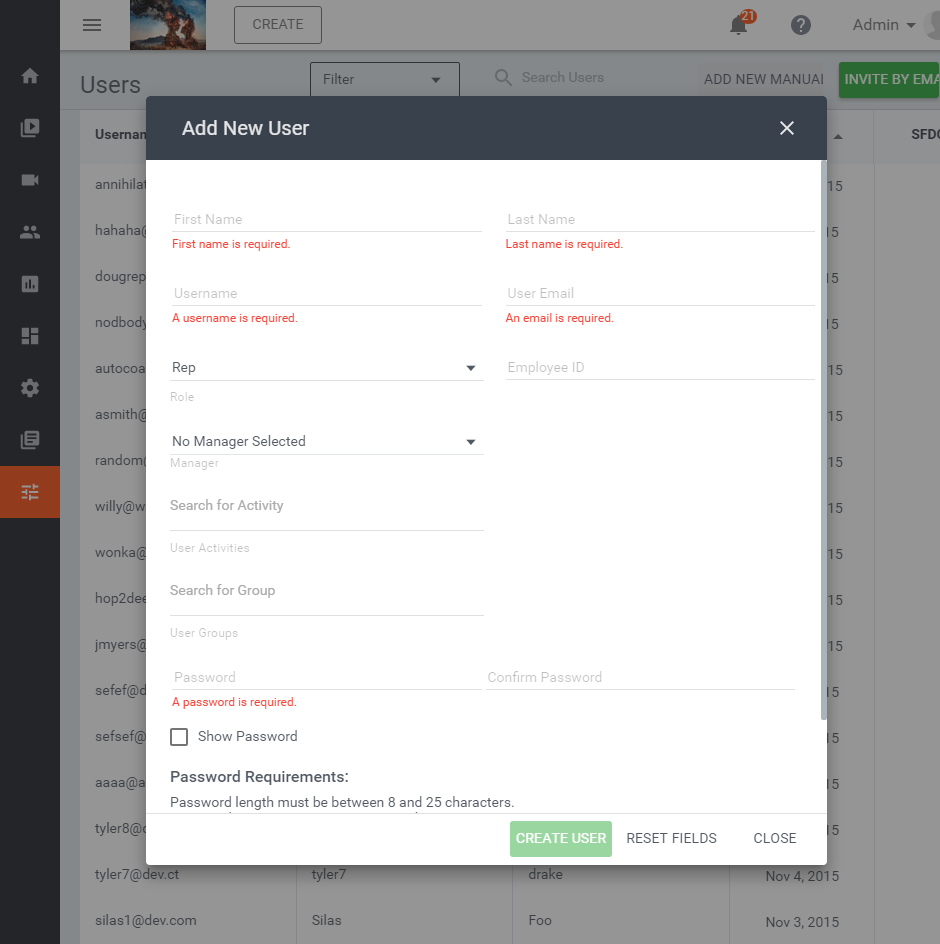 CREATE
21
Admin
Users
Filter
Search Users
ADD NEW MANUAL
INVITE BY EMA
Usernam
SFDC
Add New User
annihilat
15
First Name
Last Name
First name is required.
Last name is required.
hahaha@
15
dougrep
15
Username
User Email
A username is required.
An email is required.
nodbody
15
autocoa
15
Rep
Employee ID
Role
asmith@
15
No Manager Selected
Manager
random@
15
Search for Activity
willy@w
15
User Activities
wonka@
15
Search for Group
hop2dee
15
User Groups
jmyers@
15
Password
Confirm Password
A password is required.
sefef@d
15
Show Password
sefsef@
15
Password Requirements:
aaaa@a
15
Password length must be between 8 and 25 characters.
tyler8@c
15
CREATE USER
RESET FIELDS
CLOSE
tyler7@dev.ct
tyler7
drake
Nov 4, 2015
silas1@dev.com
Silas
Foo
Nov 3, 2015